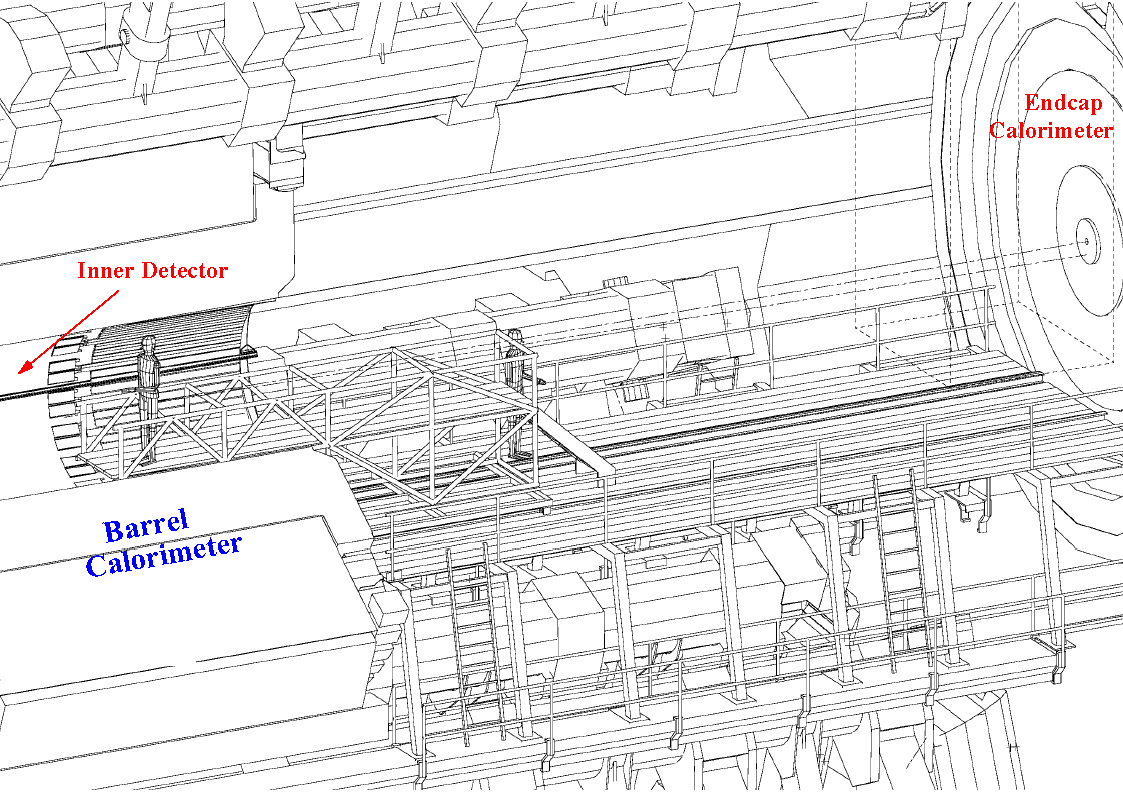 Endcap
Calorimeter
Inner Detector
Barrel
Calorimeter